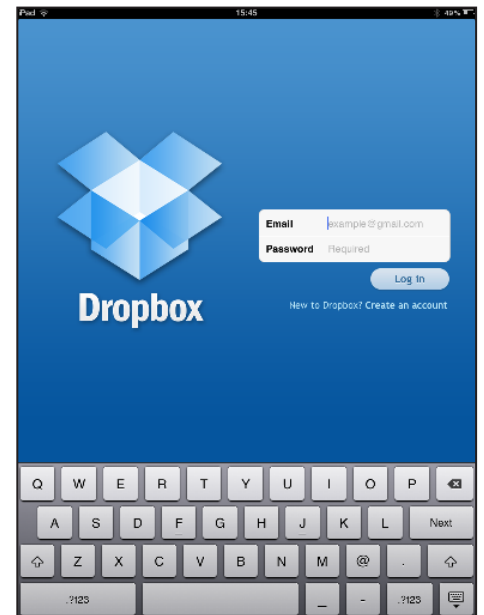 iPad 15:45 49%
Email example@gmail.com
Password Required
Log in
Dropbox
New to Dropbox? Create an account
Q W E R T Y U I O P
A S D F G H J K L Next
Z X C V B N M @ .
.?123 _ - .?123